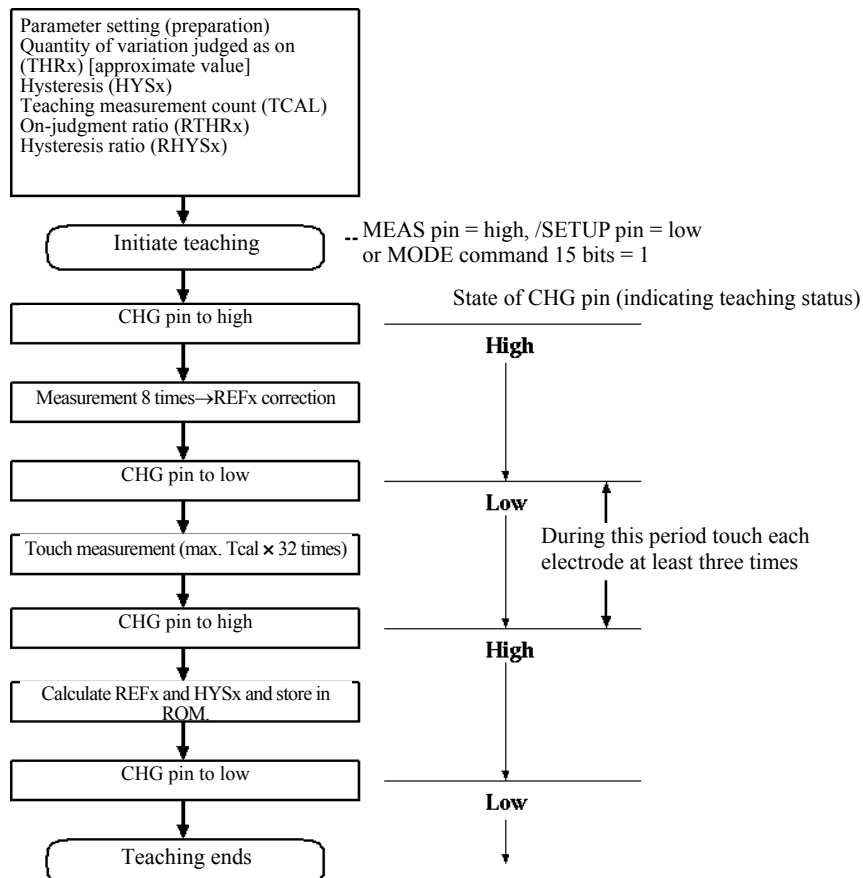 Parameter setting (preparation)
Quantity of variation judged as on
(THRx) [approximate value]
Hysteresis (HYSx)
Teaching measurement count (TCAL)
On-judgment ratio (RTHRx)
Hysteresis ratio (RHYSx)
Initiate teaching
MEAS pin = high, /SETUP pin = low
or MODE command 15 bits = 1
State of CHG pin (indicating teaching status)
CHG pin to high
High
Measurement 8 times→REFx correction
CHG pin to low
Low
During this period touch each
electrode at least three times
Touch measurement (max. Tcal × 32 times)
CHG pin to high
High
Calculate REFx and HYSx and store in
ROM.
CHG pin to low
Low
Teaching ends